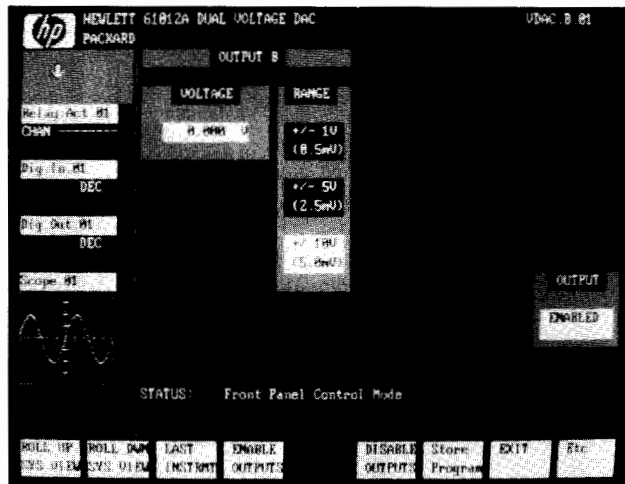 hp
HEWLETT 61012A DUAL VOLTAGE DAC VDAC.B.01
PACKARD
OUTPUT B
VOLTAGE RANGE
Relay Act 01
CHAN
0.000 V
+/- 1V
(0.5mV)
Dig In 01
DEC
+/- 5V
(2.5mV)
Dig Out 01
DEC
+/- 10V
(5.0mV)
Scope 01
OUTPUT
ENABLED
STATUS: Front Panel Control Mode
ROLL UP ROLL DWN LAST ENABLE DISABLE Store EXIT Etc
SYS VIEW SYS VIEW INSTRMT OUTPUTS OUTPUTS Program